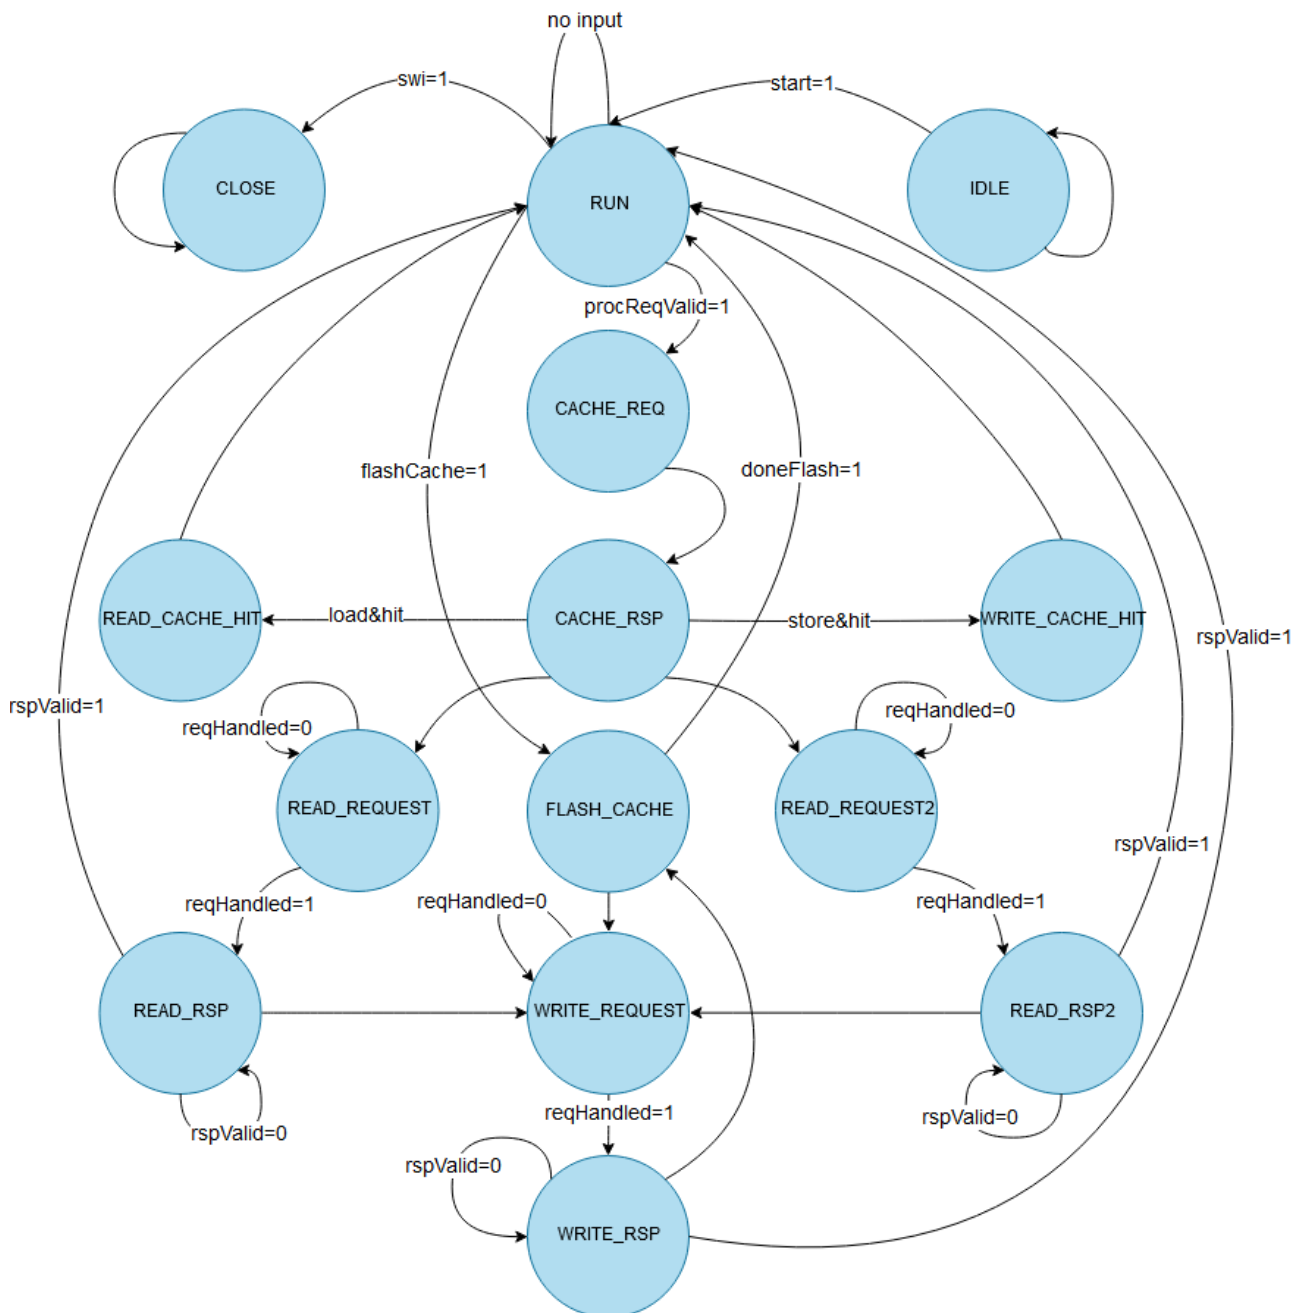 no input
swi=1
start=1
CLOSE
RUN
IDLE
procReqValid=1
CACHE_REQ
flashCache=1
doneFlash=1
READ_CACHE_HIT
load&hit
CACHE_RSP
store&hit
WRITE_CACHE_HIT
rspValid=1
rspValid=1
reqHandled=0
reqHandled=0
READ_REQUEST
FLASH_CACHE
READ_REQUEST2
rspValid=1
reqHandled=1
reqHandled=0
reqHandled=1
READ_RSP
WRITE_REQUEST
READ_RSP2
rspValid=0
reqHandled=1
rspValid=0
rspValid=0
WRITE_RSP